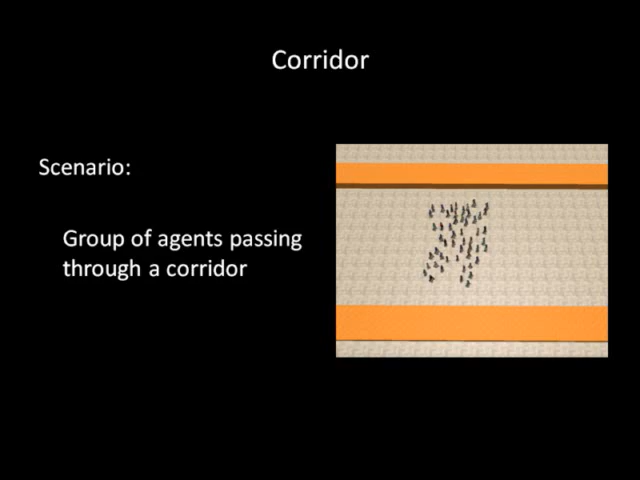 Corridor
Scenario:
Group of agents passing
through a corridor